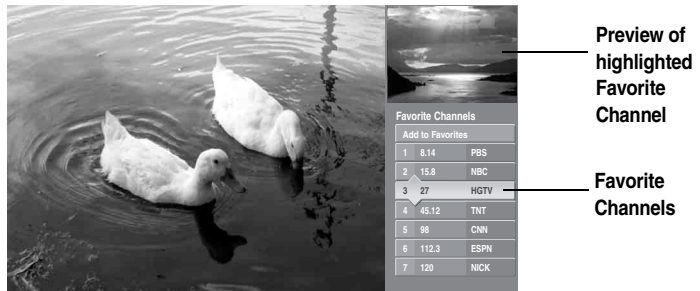 Preview of
highlighted
Favorite
Channel
Favorite Channels
Add to Favorites
1 8.14 PBS
2 15.8 NBC
3 27 HGTV
4 45.12 TNT
5 98 CNN
6 112.3 ESPN
7 120 NICK
Favorite
Channels